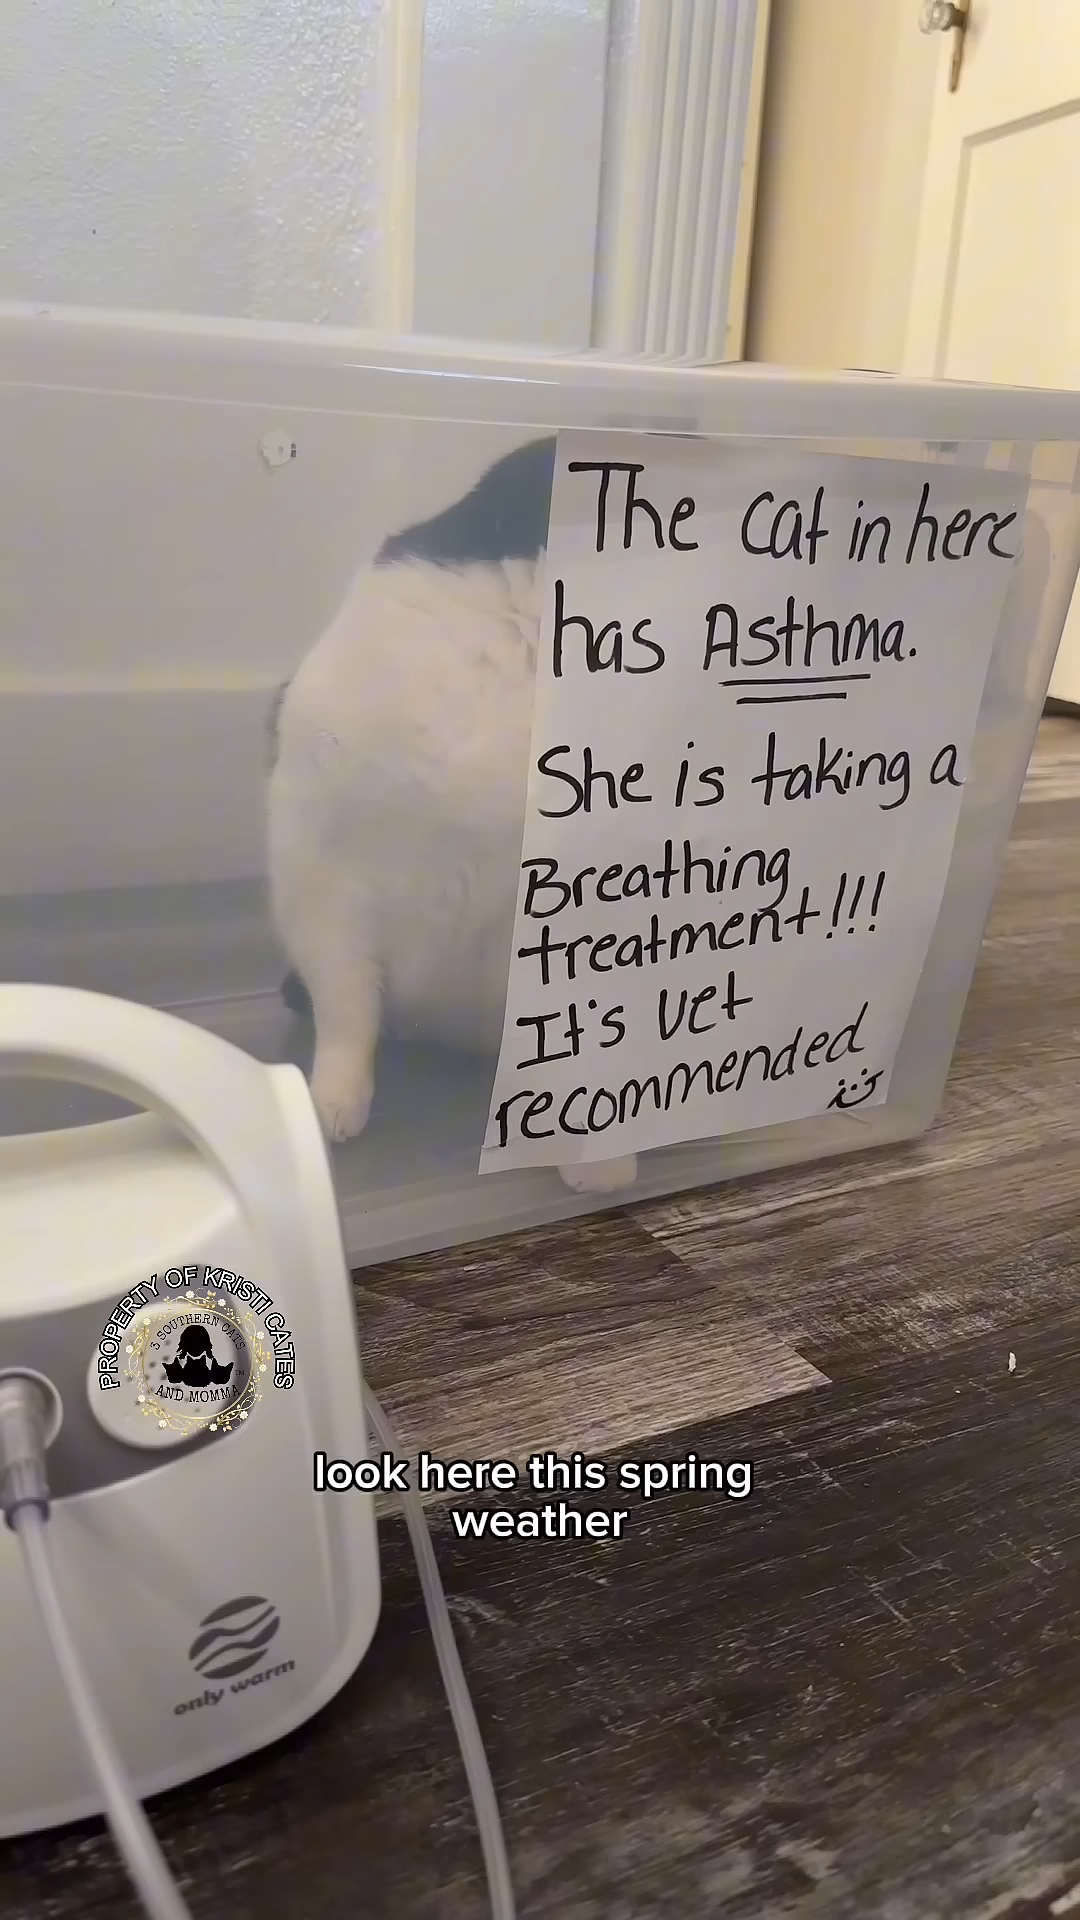 The cat in here
has Asthma.
She is taking a
Breathing
treatment!!!
It's vet
recommended
PROPERTY OF KRISTI CATES
3 SOUTHERN CATS
AND MOMMA
TM
look here this spring
weather
only warm